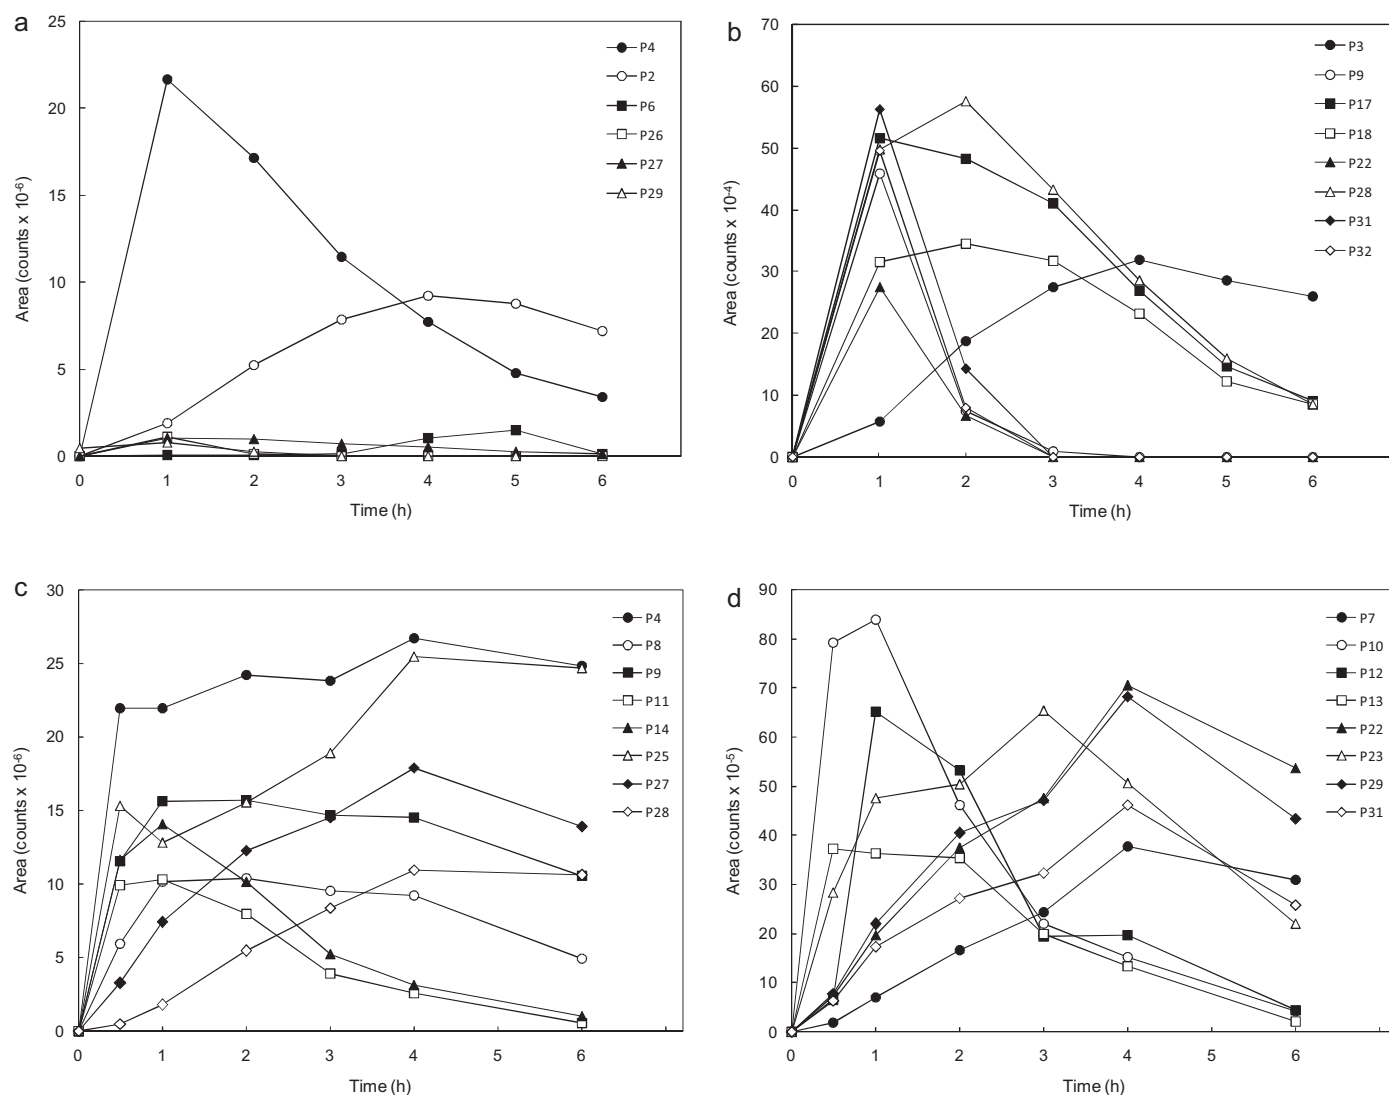 a
25
20
15
10
5
0
Area (counts x 10-6)
P4
P2
P6
P26
P27
P29
0 1 2 3 4 5 6
Time (h)
b
70
60
50
40
30
20
10
0
Area (counts x 10-4)
P3
P9
P17
P18
P22
P28
P31
P32
0 1 2 3 4 5 6
Time (h)
c
30
25
20
15
10
5
0
Area (counts x 10-6)
P4
P8
P9
P11
P14
P25
P27
P28
0 1 2 3 4 5 6
Time (h)
d
90
80
70
60
50
40
30
20
10
0
Area (counts x 10-5)
P7
P10
P12
P13
P22
P23
P29
P31
0 1 2 3 4 5 6
Time (h)